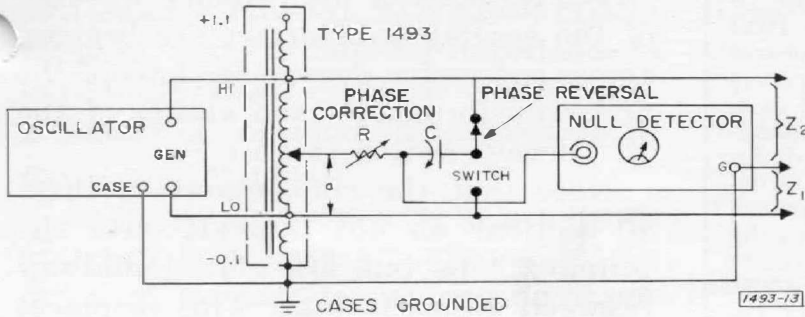 +1.1
TYPE 1493
HI
PHASE
CORRECTION
PHASE REVERSAL
OSCILLATOR
R
C
NULL DETECTOR
Z2
GEN
SWITCH
G
CASE
a
Z1
LO
-0.1
CASES GROUNDED
1493-13